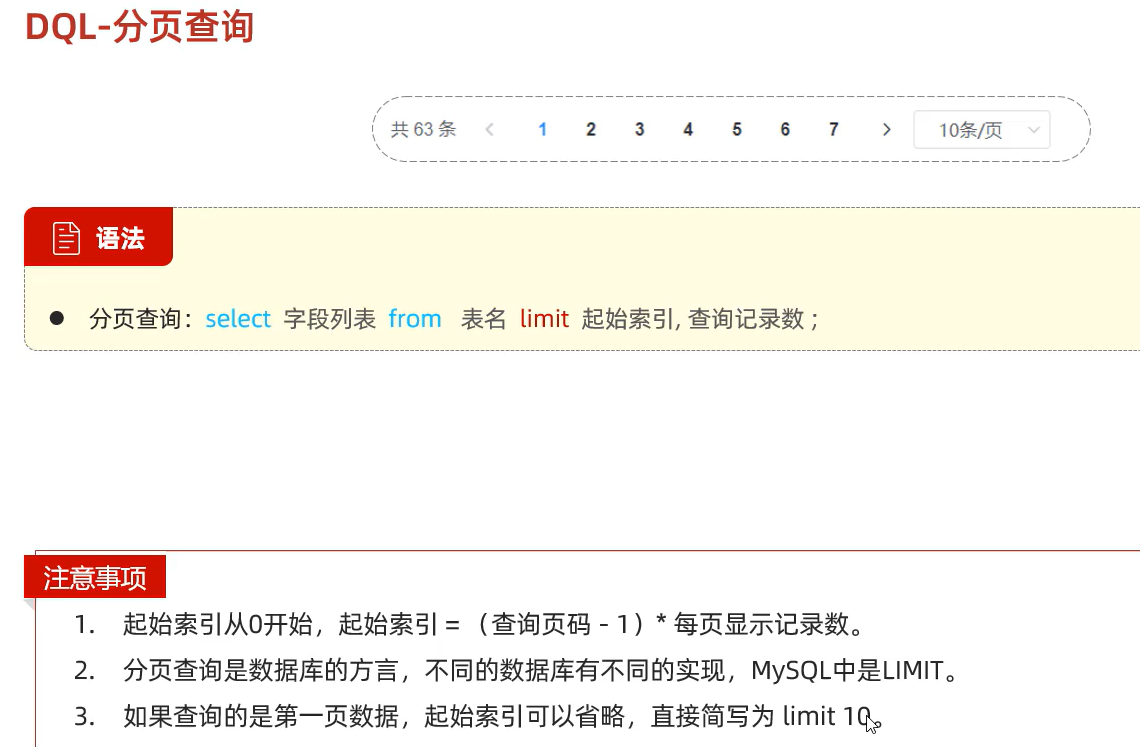 DQL-分页查询
共 63 条 1 2 3 4 5 6 7 10条/页
语法
分页查询：select 字段列表 from 表名 limit 起始索引, 查询记录数 ;
注意事项
1. 起始索引从0开始，起始索引 = （查询页码 - 1）* 每页显示记录数。
2. 分页查询是数据库的方言，不同的数据库有不同的实现，MySQL中是LIMIT。
3. 如果查询的是第一页数据，起始索引可以省略，直接简写为 limit 10。